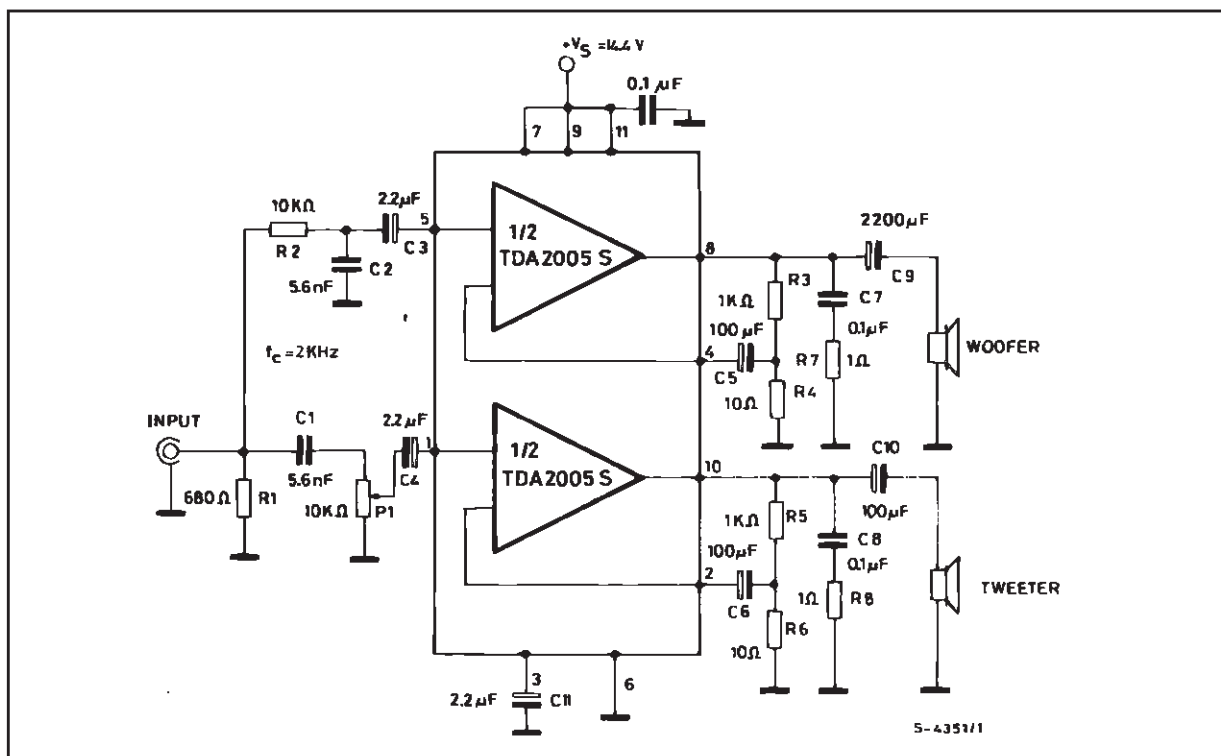 +VS =14.4 V
0.1 µF
7
9
11
10KΩ
R2
2.2µF
5
C3
C2
5.6nF
1/2
TDA2005 S
8
2200µF
C9
R3
1KΩ
C7
0.1µF
100µF
4
C5
R7
1Ω
R4
10Ω
WOOFER
fc =2KHz
INPUT
C1
5.6nF
2.2µF
1
C4
680Ω
R1
10KΩ
P1
1/2
TDA2005 S
10
C10
100µF
1KΩ
R5
C8
0.1µF
100µF
2
C6
1Ω
R8
R6
10Ω
TWEETER
3
6
2.2µF
C11
S-4351/1